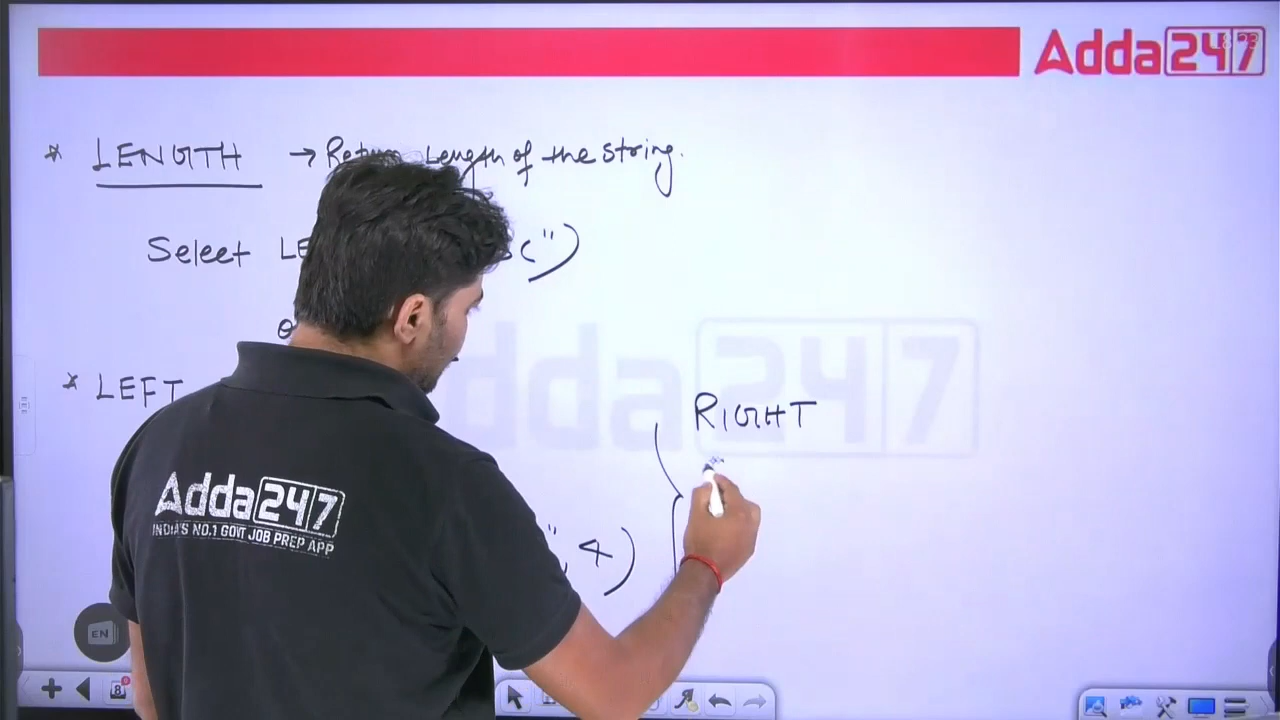 Adda247
* LENGTH → Return Length of the string.
Select LE
")
* LEFT
RIGHT
", 4)
Adda247
INDIA'S NO.1 GOVT JOB PREP APP
EN
8